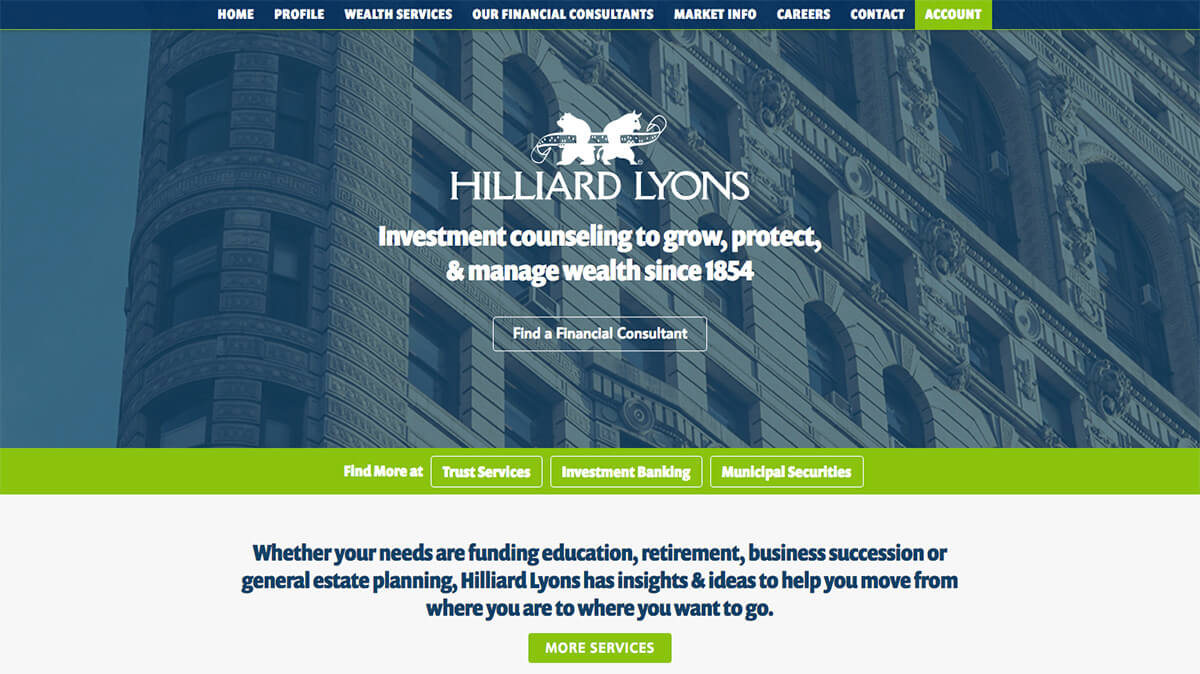 HOME PROFILE WEALTH SERVICES OUR FINANCIAL CONSULTANTS MARKET INFO CAREERS CONTACT ACCOUNT
HILLIARD LYONS
Investment counseling to grow, protect,
& manage wealth since 1854
Find a Financial Consultant
Find More at Trust Services Investment Banking Municipal Securities
Whether your needs are funding education, retirement, business succession or
general estate planning, Hilliard Lyons has insights & ideas to help you move from
where you are to where you want to go.
MORE SERVICES